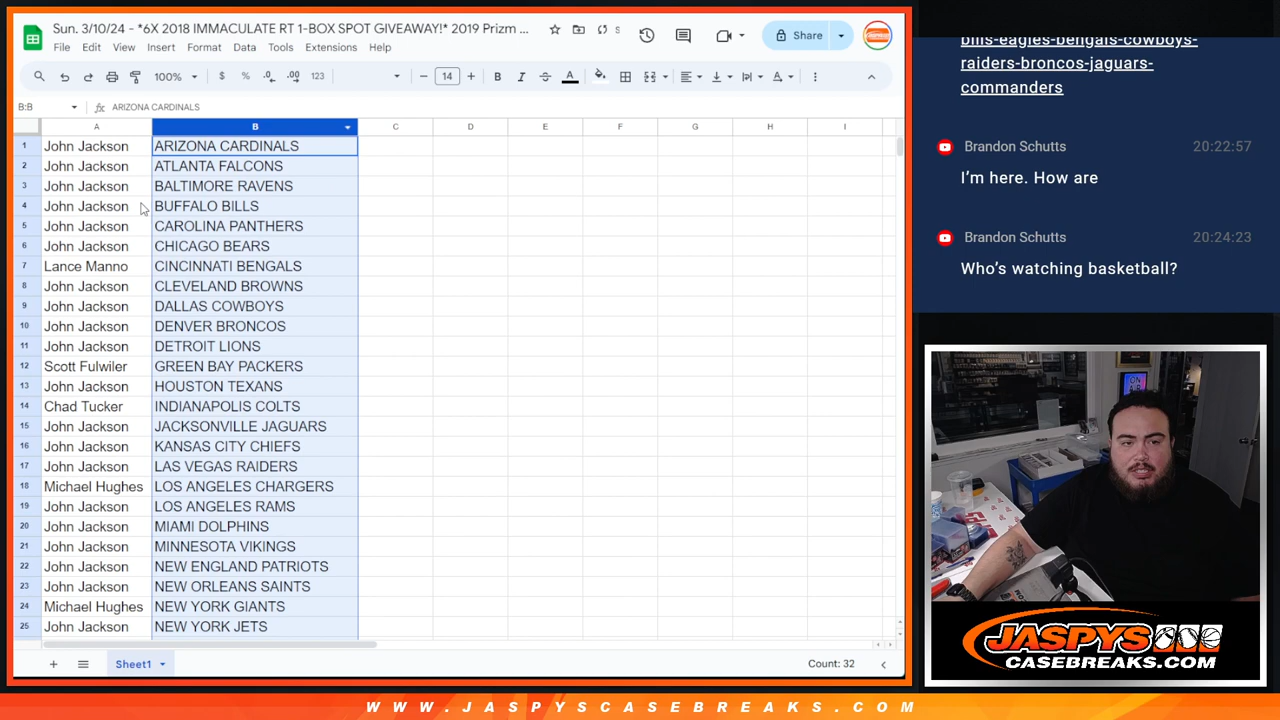 Sun. 3/10/24 - *6X 2018 IMMACULATE RT 1-BOX SPOT GIVEAWAY!* 2019 Prizm ...
S
File Edit View Insert Format Data Tools Extensions Help
Share
100% $ % .0 .00 123 14 B I A
B:B fx ARIZONA CARDINALS
A B C D E F G H I
1 John Jackson ARIZONA CARDINALS
2 John Jackson ATLANTA FALCONS
3 John Jackson BALTIMORE RAVENS
4 John Jackson BUFFALO BILLS
5 John Jackson CAROLINA PANTHERS
6 John Jackson CHICAGO BEARS
7 Lance Manno CINCINNATI BENGALS
8 John Jackson CLEVELAND BROWNS
9 John Jackson DALLAS COWBOYS
10 John Jackson DENVER BRONCOS
11 John Jackson DETROIT LIONS
12 Scott Fulwiler GREEN BAY PACKERS
13 John Jackson HOUSTON TEXANS
14 Chad Tucker INDIANAPOLIS COLTS
15 John Jackson JACKSONVILLE JAGUARS
16 John Jackson KANSAS CITY CHIEFS
17 John Jackson LAS VEGAS RAIDERS
18 Michael Hughes LOS ANGELES CHARGERS
19 John Jackson LOS ANGELES RAMS
20 John Jackson MIAMI DOLPHINS
21 John Jackson MINNESOTA VIKINGS
22 John Jackson NEW ENGLAND PATRIOTS
23 John Jackson NEW ORLEANS SAINTS
24 Michael Hughes NEW YORK GIANTS
25 John Jackson NEW YORK JETS
Sheet1
Count: 32
bills-eagles-bengals-cowboys-
raiders-broncos-jaguars-
commanders
Brandon Schutts 20:22:57
I'm here. How are
Brandon Schutts 20:24:23
Who's watching basketball?
ON
AIR
JASPYS
CASEBREAKS.COM
WWW.JASPYSCASEBREAKS.COM